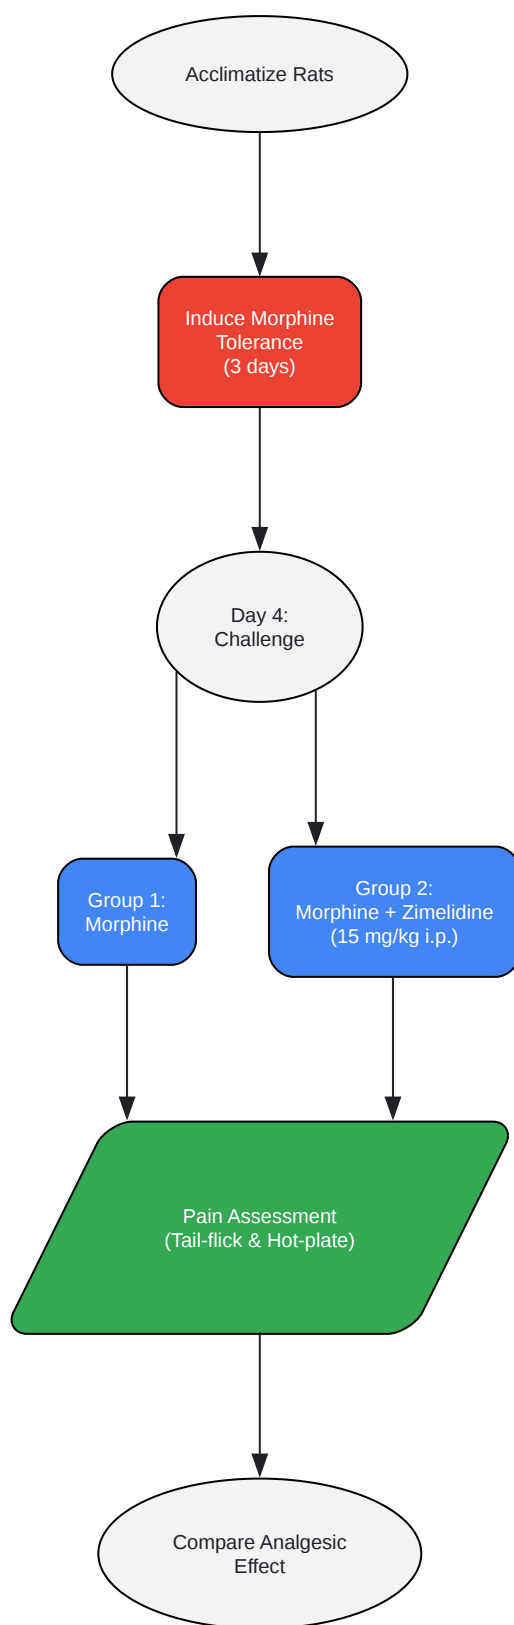 Acclimatize Rats
Induce Morphine
Tolerance
(3 days)
Day 4:
Challenge
Group 1:
Morphine
Group 2:
Morphine + Zimelidine
(15 mg/kg i.p.)
Pain Assessment
(Tail-flick & Hot-plate)
Compare Analgesic
Effect